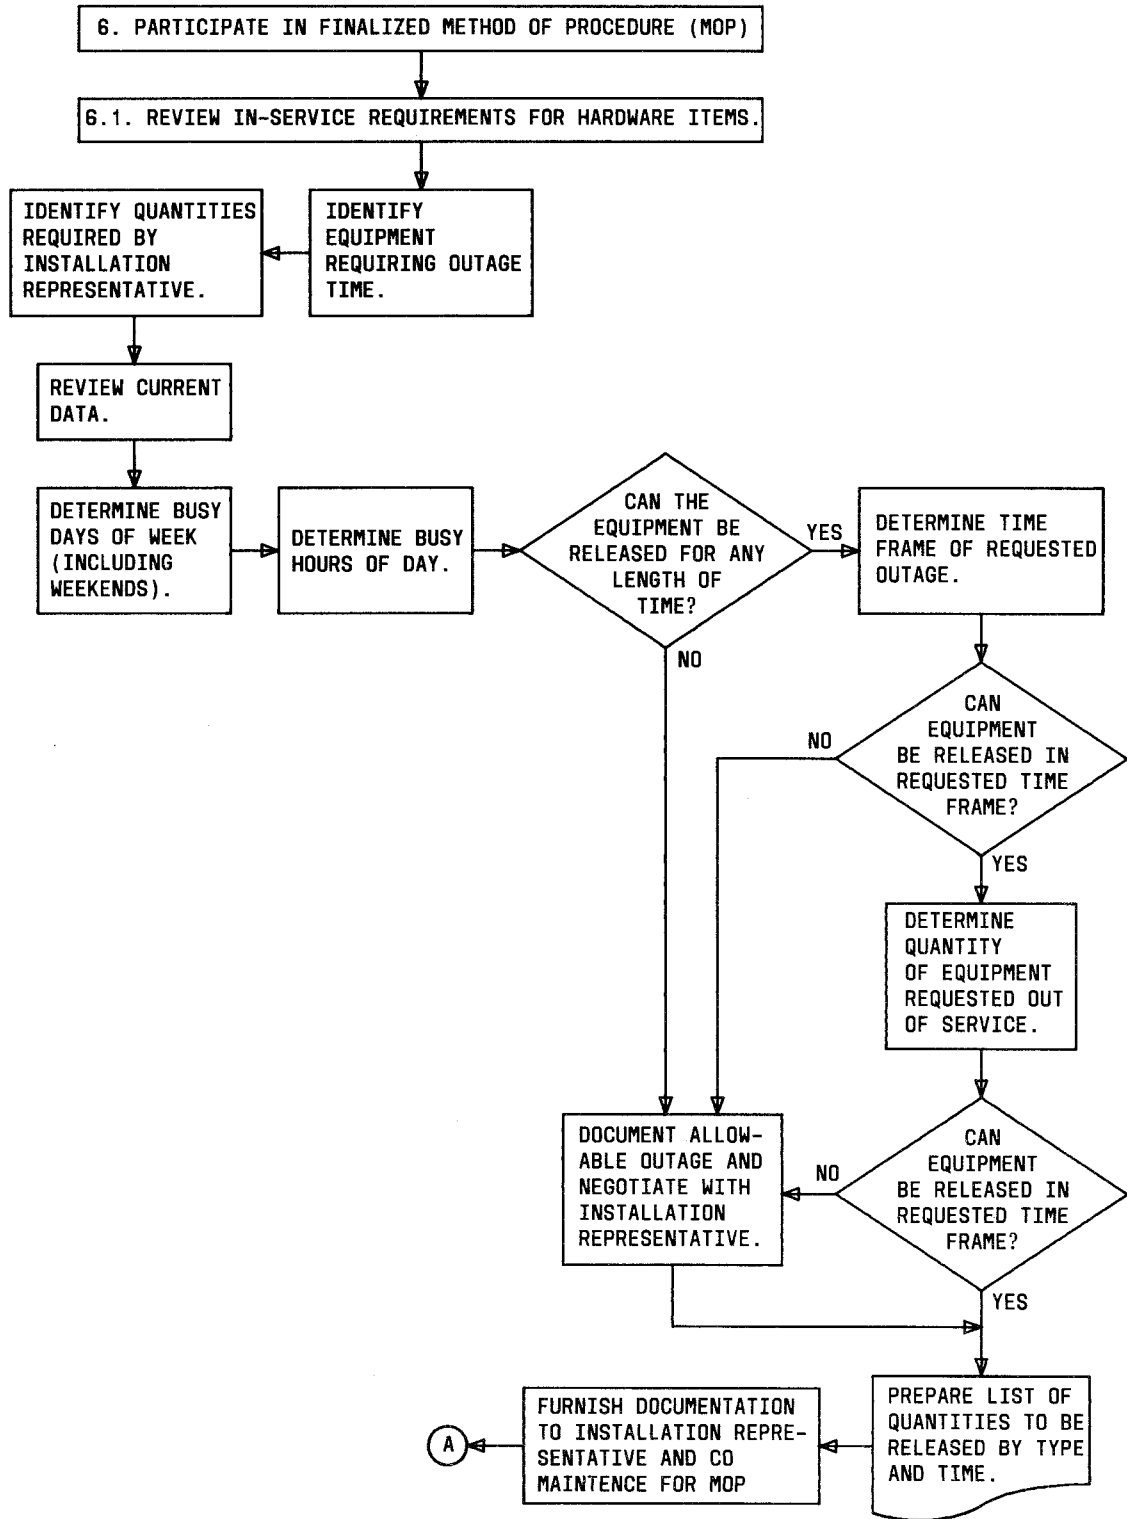 6. PARTICIPATE IN FINALIZED METHOD OF PROCEDURE (MOP)
6.1. REVIEW IN-SERVICE REQUIREMENTS FOR HARDWARE ITEMS.
IDENTIFY
EQUIPMENT
REQUIRING OUTAGE
TIME.
IDENTIFY QUANTITIES
REQUIRED BY
INSTALLATION
REPRESENTATIVE.
REVIEW CURRENT
DATA.
DETERMINE BUSY
DAYS OF WEEK
(INCLUDING
WEEKENDS).
DETERMINE BUSY
HOURS OF DAY.
CAN THE
EQUIPMENT BE
RELEASED FOR ANY
LENGTH OF
TIME?
YES
NO
DETERMINE TIME
FRAME OF REQUESTED
OUTAGE.
CAN
EQUIPMENT
BE RELEASED IN
REQUESTED TIME
FRAME?
NO
YES
DETERMINE
QUANTITY
OF EQUIPMENT
REQUESTED OUT
OF SERVICE.
CAN
EQUIPMENT
BE RELEASED IN
REQUESTED TIME
FRAME?
NO
YES
DOCUMENT ALLOW-
ABLE OUTAGE AND
NEGOTIATE WITH
INSTALLATION
REPRESENTATIVE.
PREPARE LIST OF
QUANTITIES TO BE
RELEASED BY TYPE
AND TIME.
FURNISH DOCUMENTATION
TO INSTALLATION REPRE-
SENTATIVE AND CO
MAINTENCE FOR MOP
A